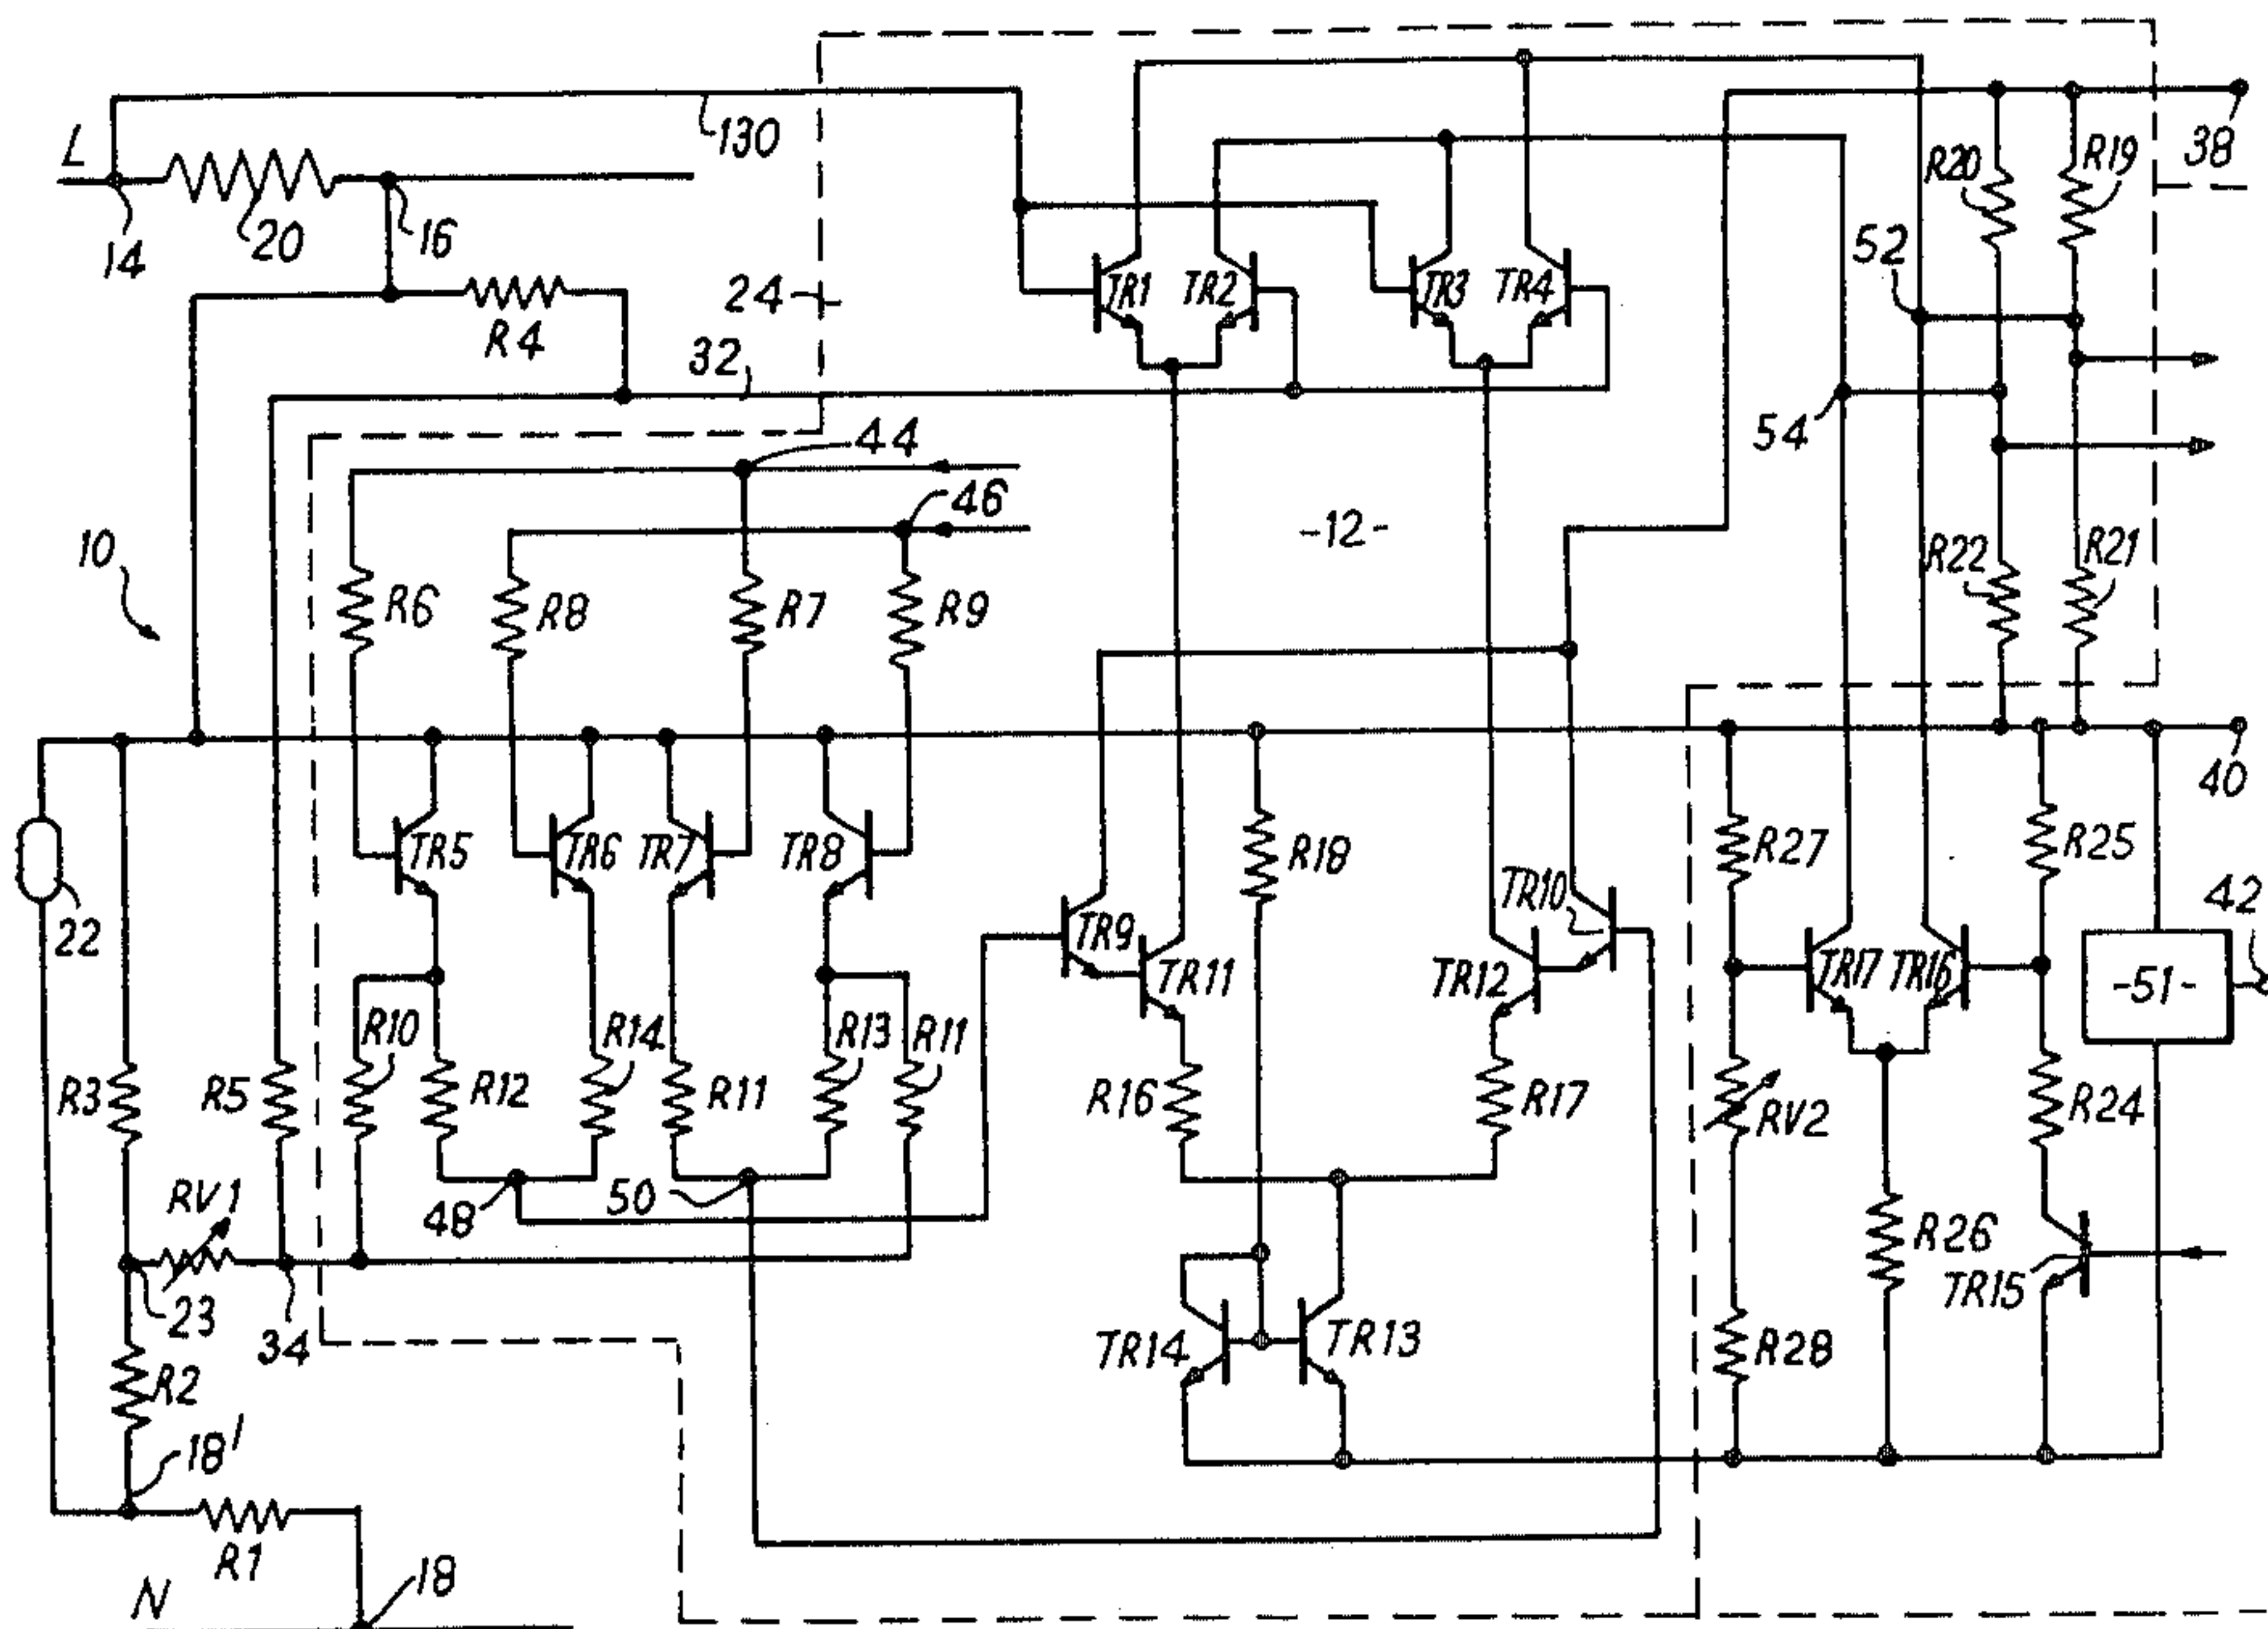 L
130
38
R20
R19
14
20
16
52
24
TR1
TR2
TR3
TR4
R4
32
44
54
46
-12-
10
R6
R8
R7
R9
R22
R21
40
TR5
TR6
TR7
TR8
R18
R27
R25
22
TR9
TR10
42
TR11
TR12
TR17
TR16
-51-
R10
R14
R13
R11
R3
R5
R12
R11
R16
R17
RV2
R24
RV1
48
50
R26
TR15
23
34
TR14
TR13
R28
R2
18'
R1
18
N